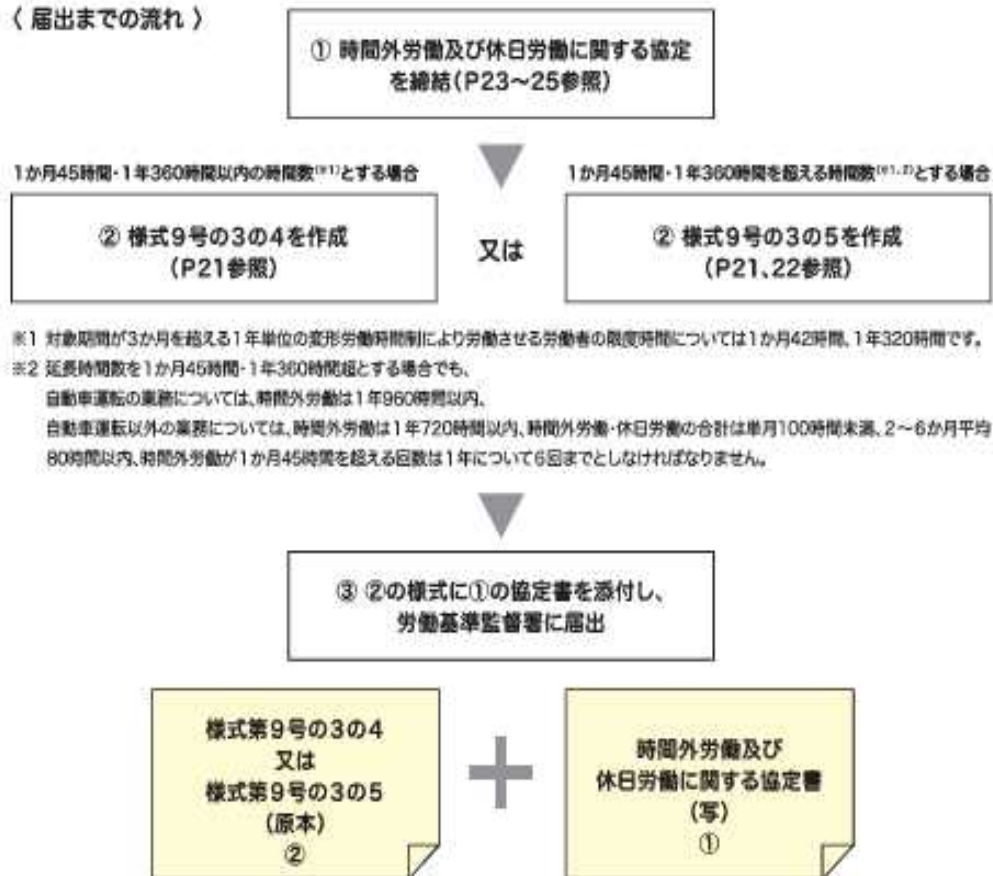 〈 届出までの流れ 〉
① 時間外労働及び休日労働に関する協定
を締結(P23〜25参照)
1か月45時間・1年360時間以内の時間数(※1)とする場合
1か月45時間・1年360時間を超える時間数(※1、2)とする場合
② 様式9号の3の4を作成
(P21参照)
又は
② 様式9号の3の5を作成
(P21、22参照)
※1 対象期間が3か月を超える1年単位の変形労働時間制により労働させる労働者の限度時間については1か月42時間、1年320時間です。
※2 延長時間数を1か月45時間・1年360時間超とする場合でも、
自動車運転の業務については、時間外労働は1年960時間以内、
自動車運転以外の業務については、時間外労働は1年720時間以内、時間外労働・休日労働の合計は単月100時間未満、2〜6か月平均
80時間以内、時間外労働が1か月45時間を超える回数は1年について6回までとしなければなりません。
③ ②の様式に①の協定書を添付し、
労働基準監督署に届出
様式第9号の3の4
又は
様式第9号の3の5
(原本)
②
+
時間外労働及び
休日労働に関する協定書
(写)
①